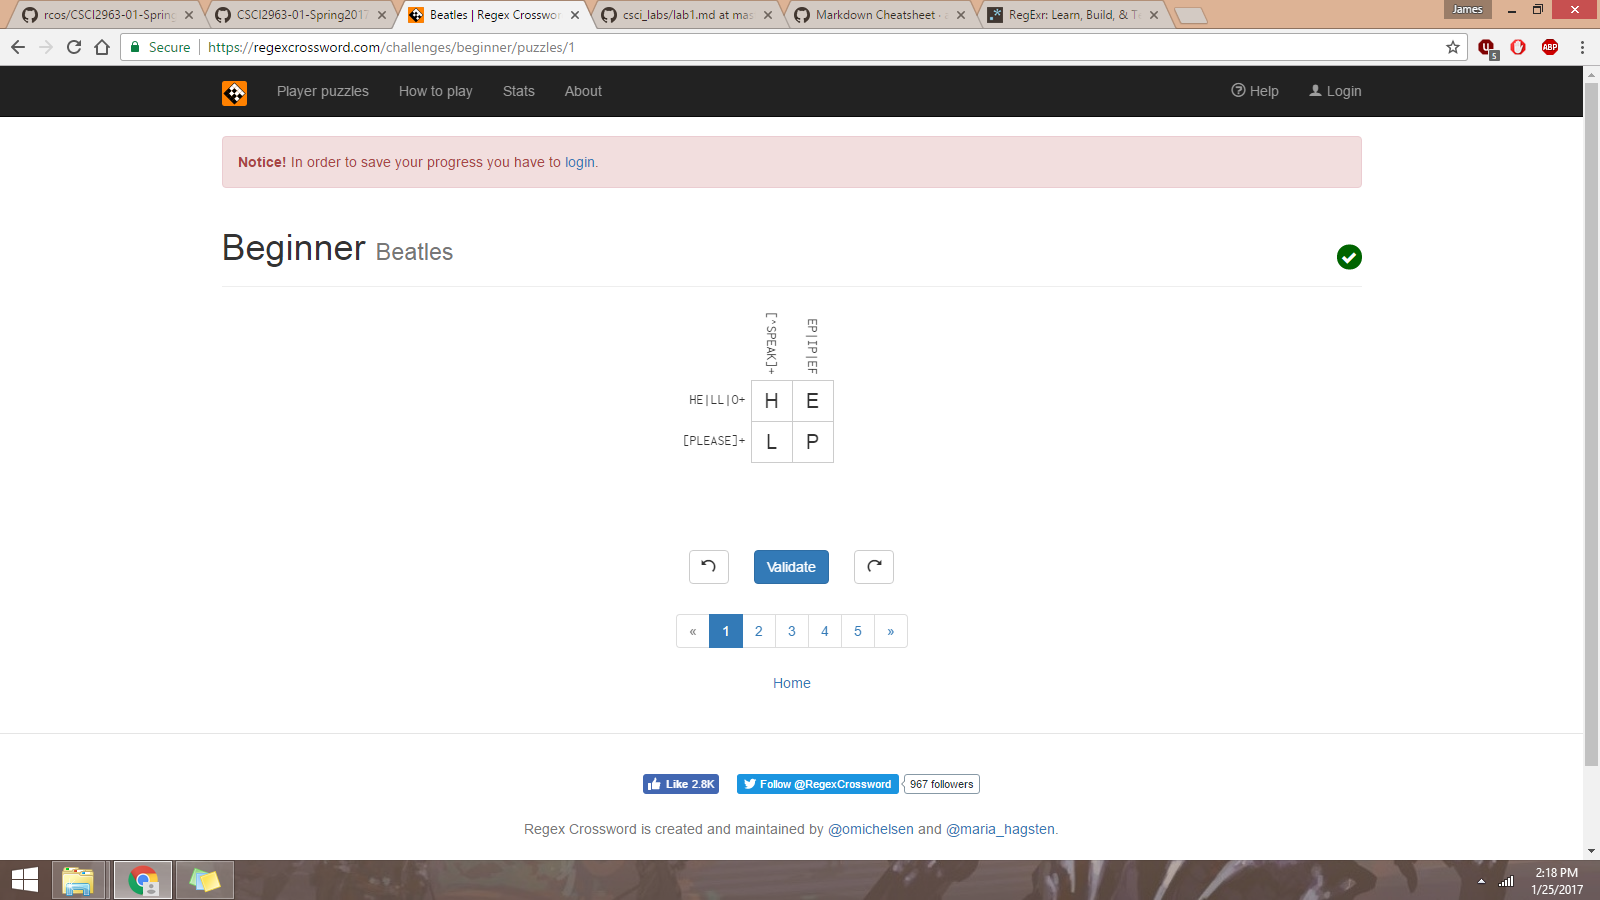 rcos/CSCI2963-01-Spring
CSCI2963-01-Spring2017
Beatles | Regex Crosswor
csci_labs/lab1.md at mas
Markdown Cheatsheet
RegExr: Learn, Build, & Te
James
Secure
https://regexcrossword.com/challenges/beginner/puzzles/1
5
ABP
Player puzzles
How to play
Stats
About
Help
Login
Notice! In order to save your progress you have to login.
Beginner Beatles
[^SPEAK]+
EP|IP|EF
HE|LL|O+
H E
[PLEASE]+
L P
Validate
« 1 2 3 4 5 »
Home
Like 2.8K
Follow @RegexCrossword
967 followers
Regex Crossword is created and maintained by @omichelsen and @maria_hagsten.
2:18 PM
1/25/2017